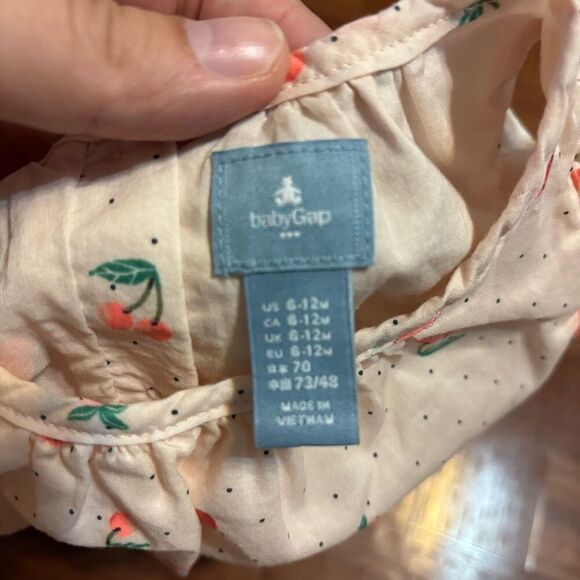 babyGap
US 6-12M
CA 6-12M
UK 6-12M
EU 6-12M
日本 70
中国 73/48
MADE IN
VIETNAM